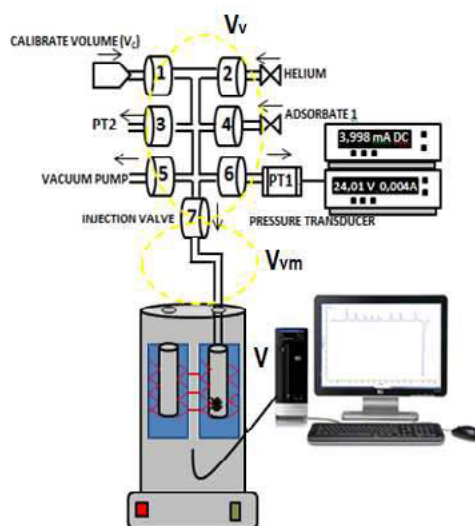 Vv
CALIBRATE VOLUME (Vc)
1
2
HELIUM
ADSORBATE 1
PT2
3
4
3,998 mA DC
VACUUM PUMP
5
6
PT1
24,01 V 0,004A
INJECTION VALVE
7
PRESSURE TRANSDUCER
Vvm
V